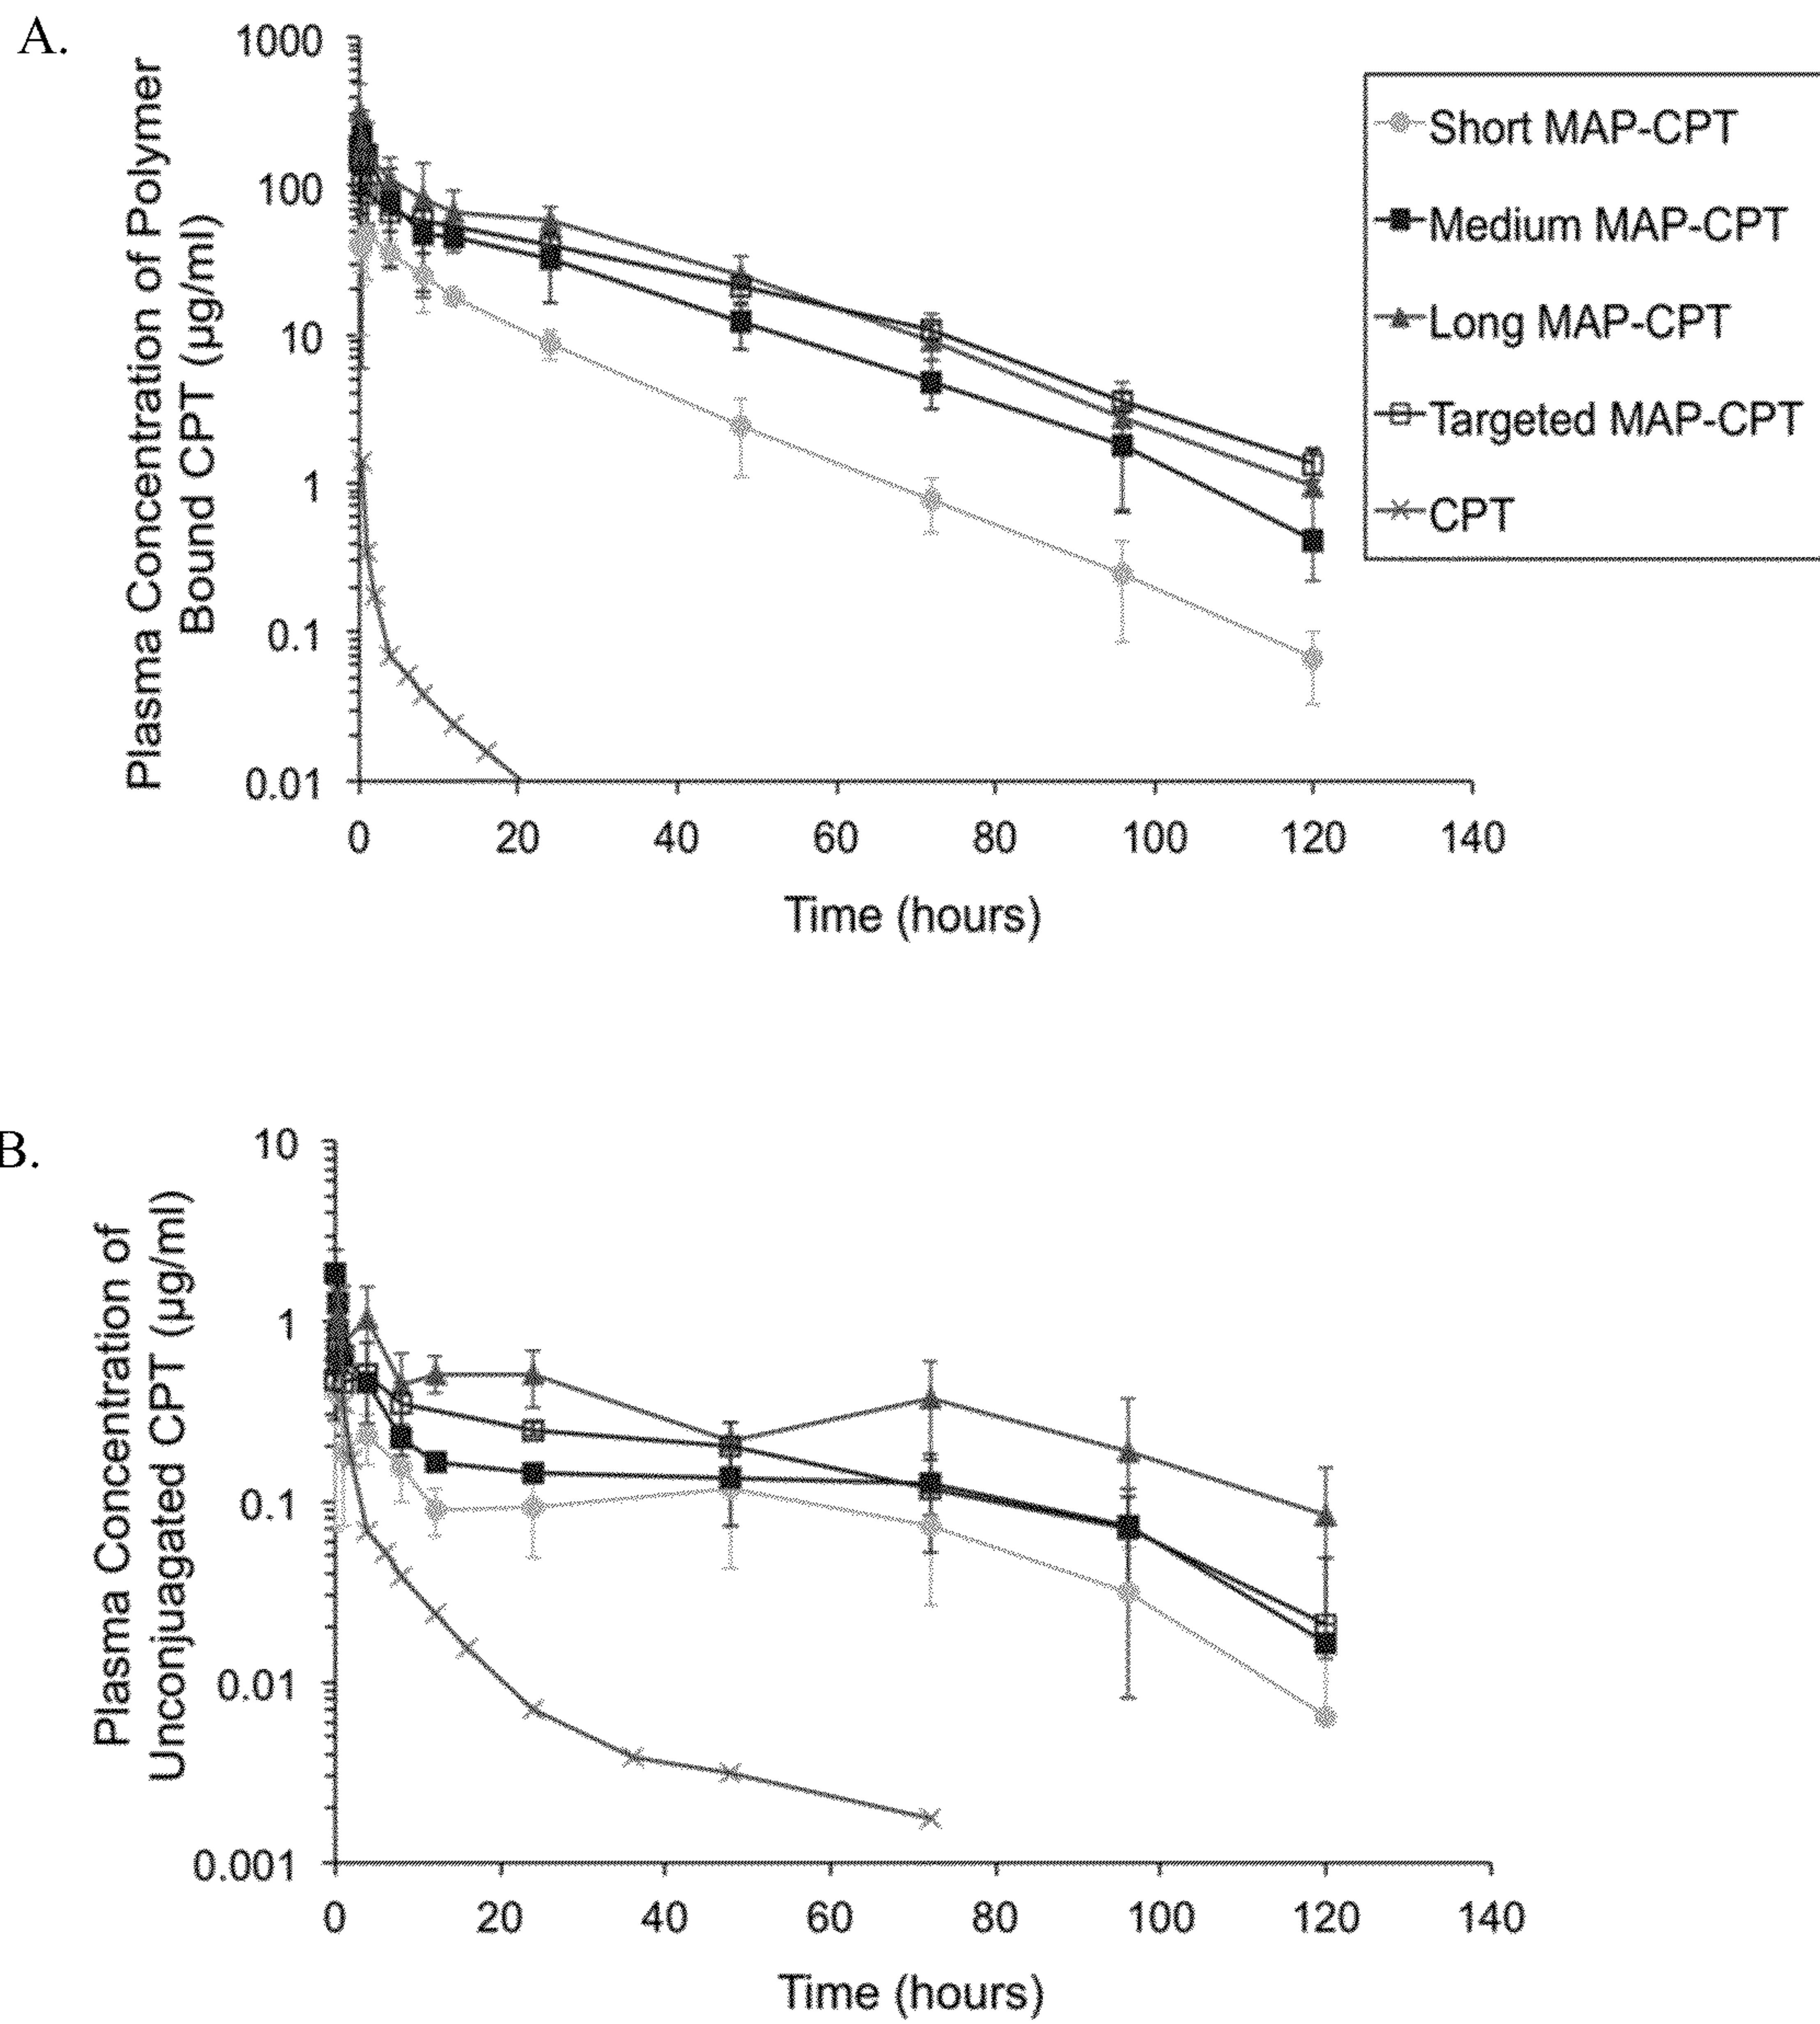 A.
Plasma Concentration of Polymer
Bound CPT (µg/ml)
1000
100
10
1
0.1
0.01
0 20 40 60 80 100 120 140
Time (hours)
Short MAP-CPT
Medium MAP-CPT
Long MAP-CPT
Targeted MAP-CPT
CPT
B.
Plasma Concentration of
Unconjuagated CPT (µg/ml)
10
1
0.1
0.01
0.001
0 20 40 60 80 100 120 140
Time (hours)